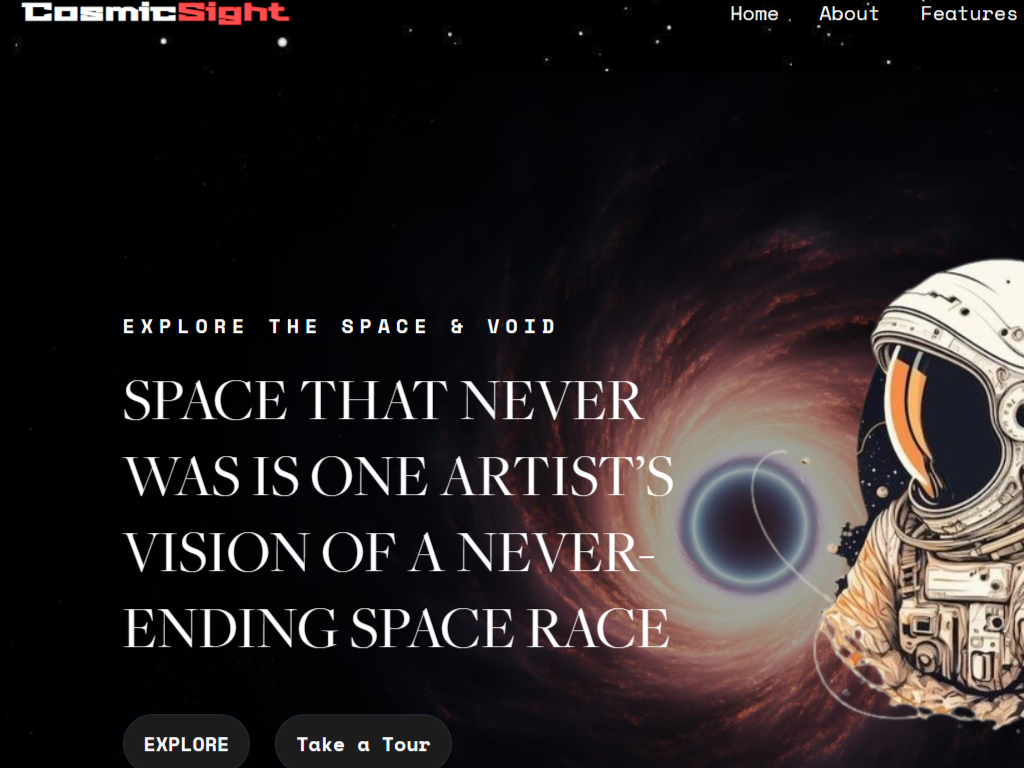 CosmicSight
Home About Features
EXPLORE THE SPACE & VOID
SPACE THAT NEVER
WAS IS ONE ARTIST’S
VISION OF A NEVER-
ENDING SPACE RACE
EXPLORE Take a Tour